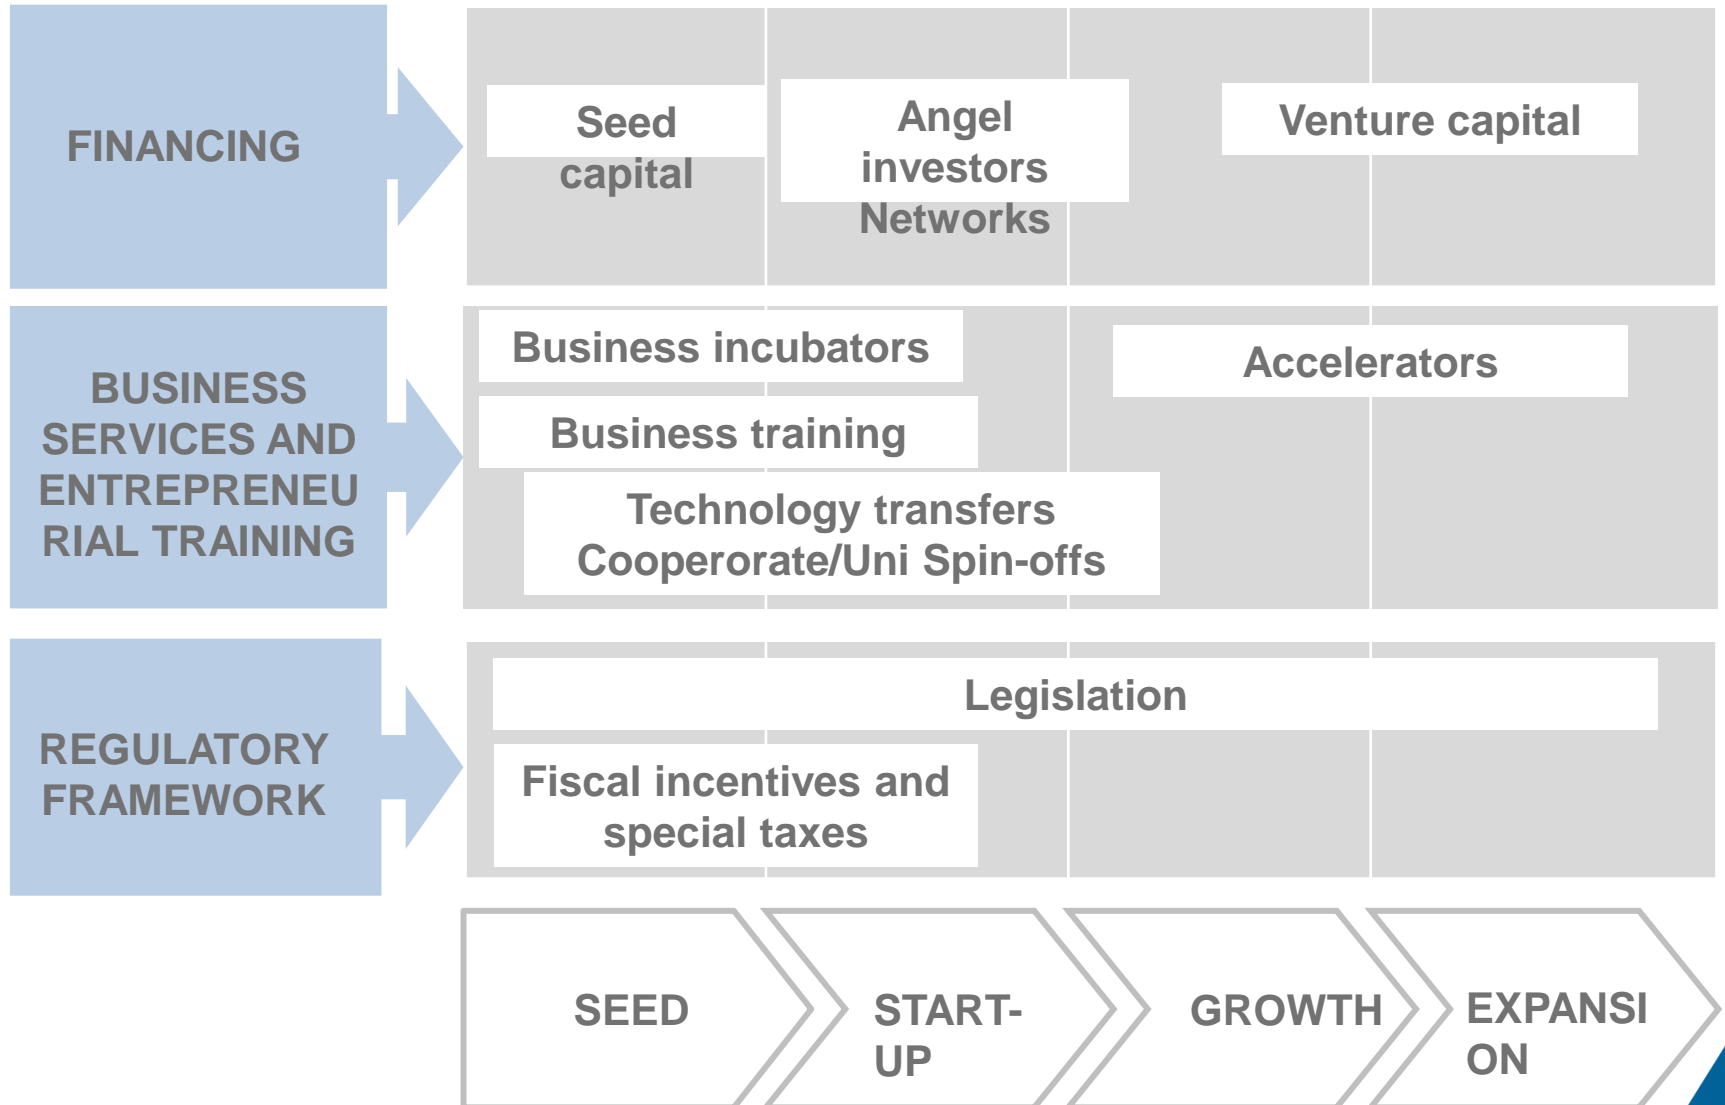 FINANCING
Seed
capital
Angel
investors
Networks
Venture capital
BUSINESS
SERVICES AND
ENTREPRENEU
RIAL TRAINING
Business incubators
Accelerators
Business training
Technology transfers
Cooperorate/Uni Spin-offs
REGULATORY
FRAMEWORK
Legislation
Fiscal incentives and
special taxes
SEED
START-
UP
GROWTH
EXPANSI
ON